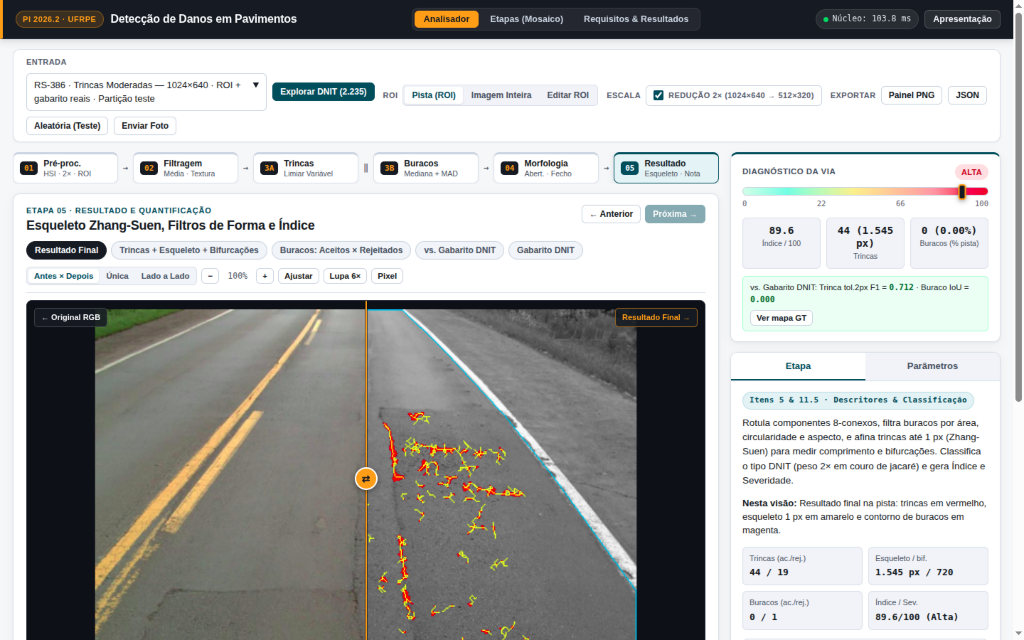 PI 2026.2 · UFRPE
Detecção de Danos em Pavimentos
Analisador
Etapas (Mosaico)
Requisitos & Resultados
Núcleo: 103.8 ms
Apresentação
ENTRADA
RS-386 · Trincas Moderadas — 1024×640 · ROI +
gabarito reais · Partição teste
Explorar DNIT (2.235)
ROI
Pista (ROI)
Imagem Inteira
Editar ROI
ESCALA
REDUÇÃO 2× (1024×640 → 512×320)
EXPORTAR
Painel PNG
JSON
Aleatória (Teste)
Enviar Foto
01
Pré-proc.
HSI · 2× · ROI
→
02
Filtragem
Média · Textura
→
3A
Trincas
Limiar Variável
∥
3B
Buracos
Mediana + MAD
→
04
Morfologia
Abert. · Fecho
→
05
Resultado
Esqueleto · Nota
ETAPA 05 · RESULTADO E QUANTIFICAÇÃO
Esqueleto Zhang-Suen, Filtros de Forma e Índice
← Anterior
Próxima →
Resultado Final
Trincas + Esqueleto + Bifurcações
Buracos: Aceitos × Rejeitados
vs. Gabarito DNIT
Gabarito DNIT
Antes × Depois
Única
Lado a Lado
−
100%
+
Ajustar
Lupa 6×
Pixel
← Original RGB
Resultado Final →
DIAGNÓSTICO DA VIA
ALTA
0
22
66
100
89.6
Índice / 100
44 (1.545
px)
Trincas
0 (0.00%)
Buracos (% pista)
vs. Gabarito DNIT: Trinca tol.2px F1 = 0.712 · Buraco IoU =
0.000
Ver mapa GT
Etapa
Parâmetros
Itens 5 & 11.5 · Descritores & Classificação
Rotula componentes 8-conexos, filtra buracos por área,
circularidade e aspecto, e afina trincas até 1 px (Zhang-
Suen) para medir comprimento e bifurcações. Classifica
o tipo DNIT (peso 2× em couro de jacaré) e gera Índice e
Severidade.
Nesta visão: Resultado final na pista: trincas em vermelho,
esqueleto 1 px em amarelo e contorno de buracos em
magenta.
Trincas (ac./rej.)
44 / 19
Esqueleto / bif.
1.545 px / 720
Buracos (ac./rej.)
0 / 1
Índice / Sev.
89.6/100 (Alta)